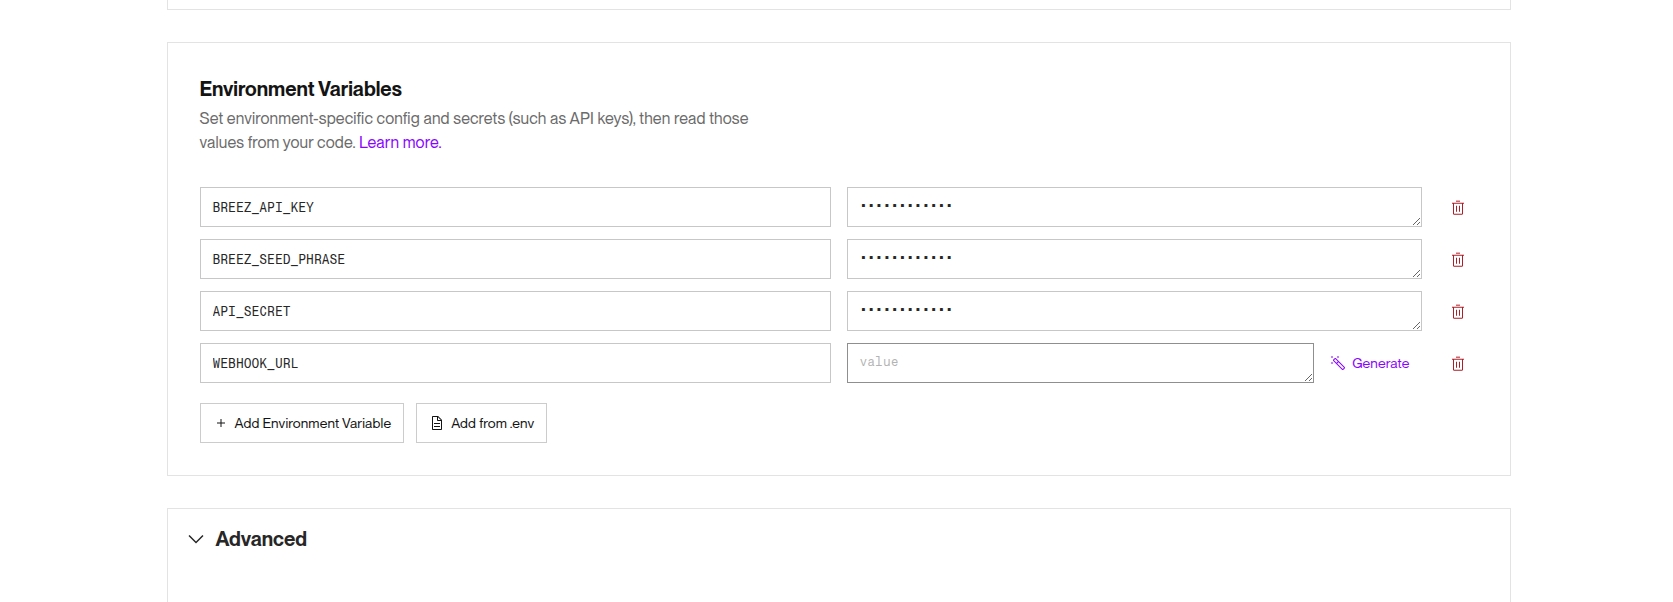 Environment Variables
Set environment-specific config and secrets (such as API keys), then read those
values from your code. Learn more.
BREEZ_API_KEY ············
BREEZ_SEED_PHRASE ············
API_SECRET ············
WEBHOOK_URL value Generate
+ Add Environment Variable Add from .env
Advanced